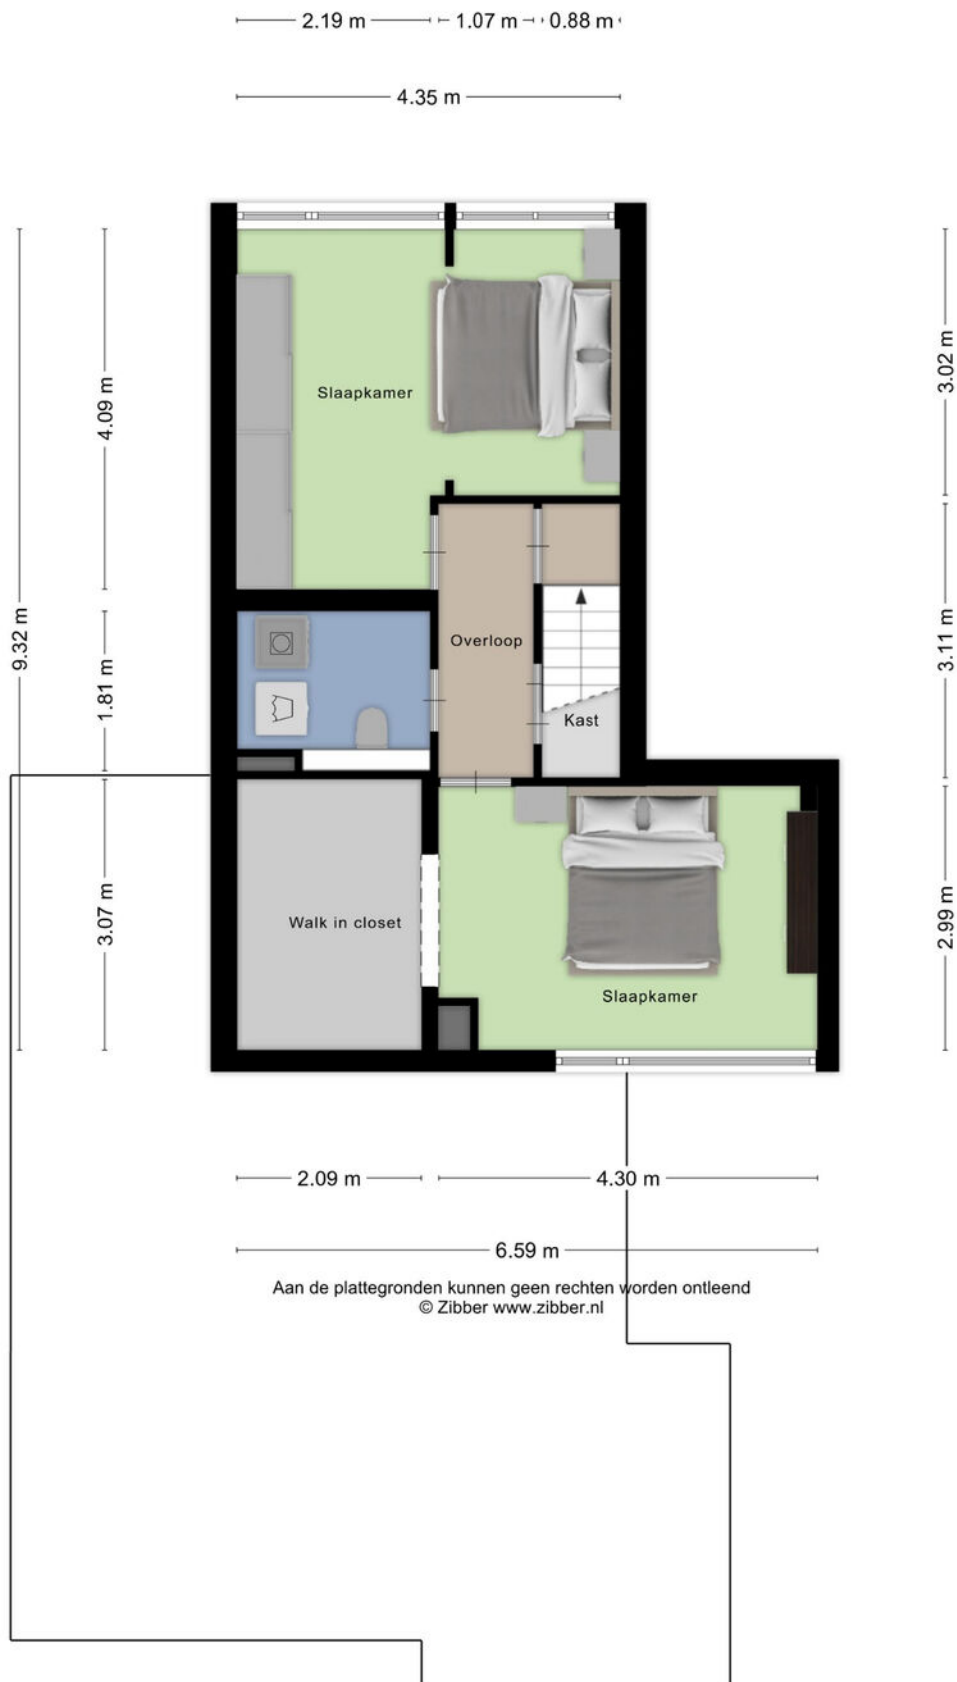 2.19 m
1.07 m
0.88 m
4.35 m
3.02 m
4.09 m
Slaapkamer
9.32 m
1.81 m
Overloop
3.11 m
Kast
3.07 m
Walk in closet
2.99 m
Slaapkamer
2.09 m
4.30 m
6.59 m
Aan de plattegronden kunnen geen rechten worden ontleend
© Zibber www.zibber.nl